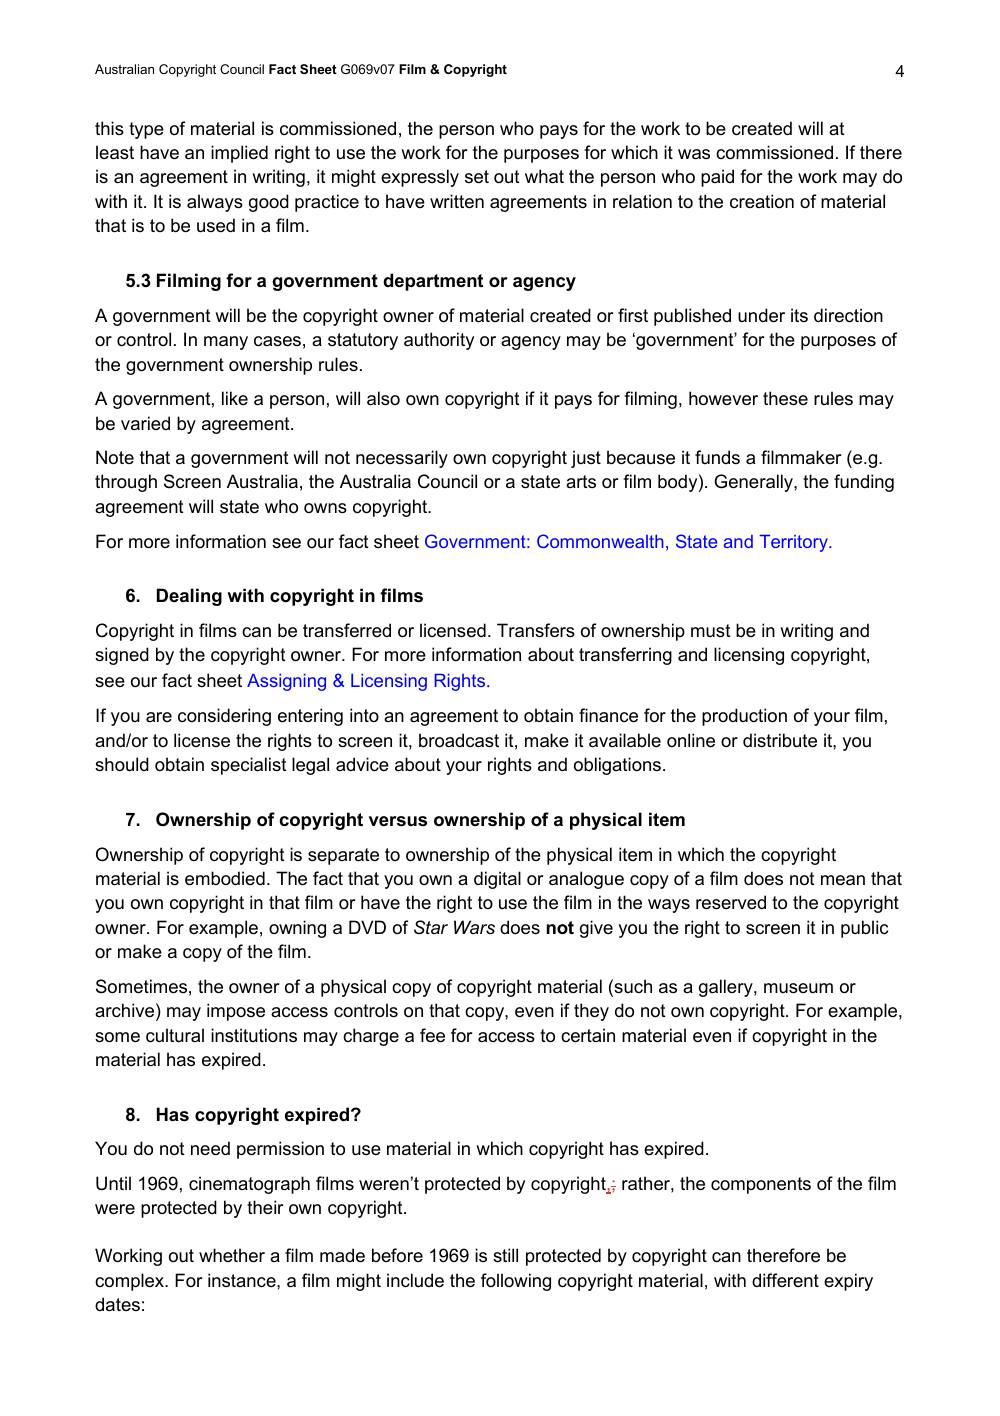 Australian Copyright Council Fact Sheet G069v07 Film & Copyright 4
this type of material is commissioned, the person who pays for the work to be created will at
least have an implied right to use the work for the purposes for which it was commissioned. If there
is an agreement in writing, it might expressly set out what the person who paid for the work may do
with it. It is always good practice to have written agreements in relation to the creation of material
that is to be used in a film.
5.3 Filming for a government department or agency
A government will be the copyright owner of material created or first published under its direction
or control. In many cases, a statutory authority or agency may be ‘government’ for the purposes of
the government ownership rules.
A government, like a person, will also own copyright if it pays for filming, however these rules may
be varied by agreement.
Note that a government will not necessarily own copyright just because it funds a filmmaker (e.g.
through Screen Australia, the Australia Council or a state arts or film body). Generally, the funding
agreement will state who owns copyright.
For more information see our fact sheet Government: Commonwealth, State and Territory.
6. Dealing with copyright in films
Copyright in films can be transferred or licensed. Transfers of ownership must be in writing and
signed by the copyright owner. For more information about transferring and licensing copyright,
see our fact sheet Assigning & Licensing Rights.
If you are considering entering into an agreement to obtain finance for the production of your film,
and/or to license the rights to screen it, broadcast it, make it available online or distribute it, you
should obtain specialist legal advice about your rights and obligations.
7. Ownership of copyright versus ownership of a physical item
Ownership of copyright is separate to ownership of the physical item in which the copyright
material is embodied. The fact that you own a digital or analogue copy of a film does not mean that
you own copyright in that film or have the right to use the film in the ways reserved to the copyright
owner. For example, owning a DVD of Star Wars does not give you the right to screen it in public
or make a copy of the film.
Sometimes, the owner of a physical copy of copyright material (such as a gallery, museum or
archive) may impose access controls on that copy, even if they do not own copyright. For example,
some cultural institutions may charge a fee for access to certain material even if copyright in the
material has expired.
8. Has copyright expired?
You do not need permission to use material in which copyright has expired.
Until 1969, cinematograph films weren’t protected by copyright,; rather, the components of the film
were protected by their own copyright.
Working out whether a film made before 1969 is still protected by copyright can therefore be
complex. For instance, a film might include the following copyright material, with different expiry
dates: